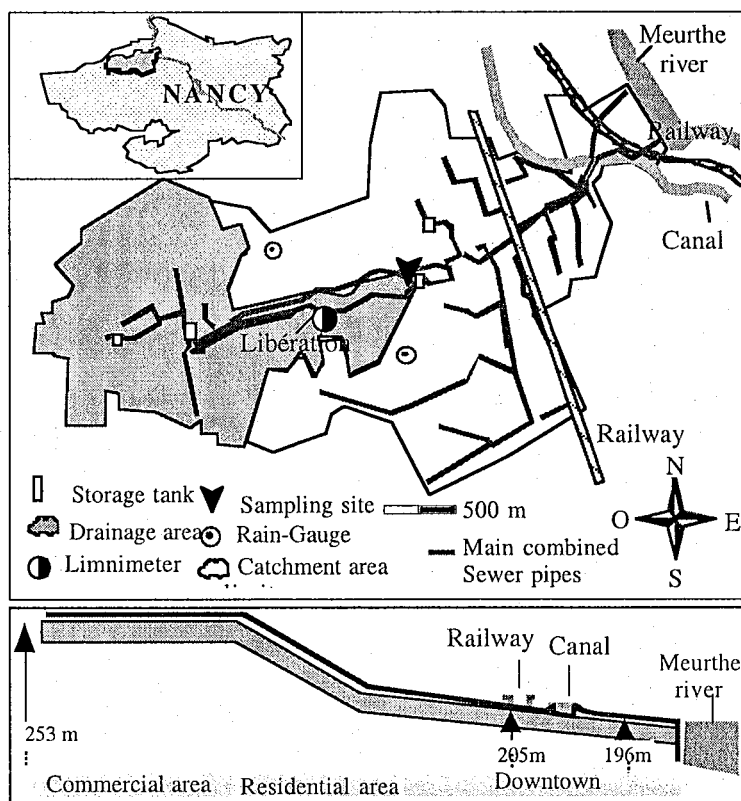 NANCY
Meurthe
river
Railway
Canal
Libération
Railway
Storage tank
Sampling site
500 m
Drainage area
Rain-Gauge
Limnimeter
Catchment area
Main combined
Sewer pipes
N
O
E
S
Railway
Canal
Meurthe
river
253 m
205m
196m
Commercial area
Residential area
Downtown